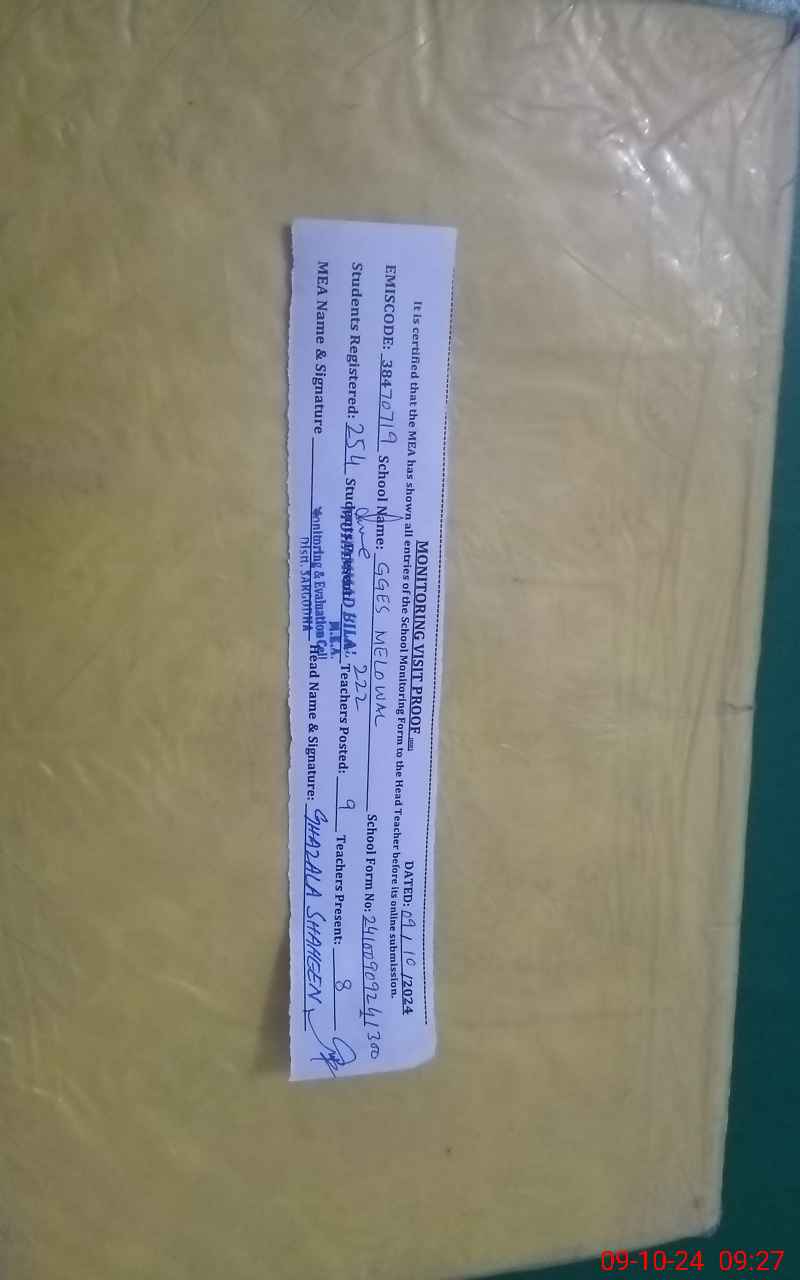 MONITORING VISIT PROOF DATED: 09/10/2024
It is certified that the MEA has shown all entries of the School Monitoring Form to the Head Teacher before its online submission.
EMISCODE: 38470719 School Name: GGES MELOWAL School Form No: 24100909241300
Students Registered: 254 Students Present: 222 Teachers Posted: 9 Teachers Present: 8
MEA Name & Signature Head Name & Signature: GHAZALA SHAHEEN
MUHAMMAD BILAL
M.E.A.
Monitoring & Evaluation Cell
Distt. SARGODHA
09-10-24 09:27